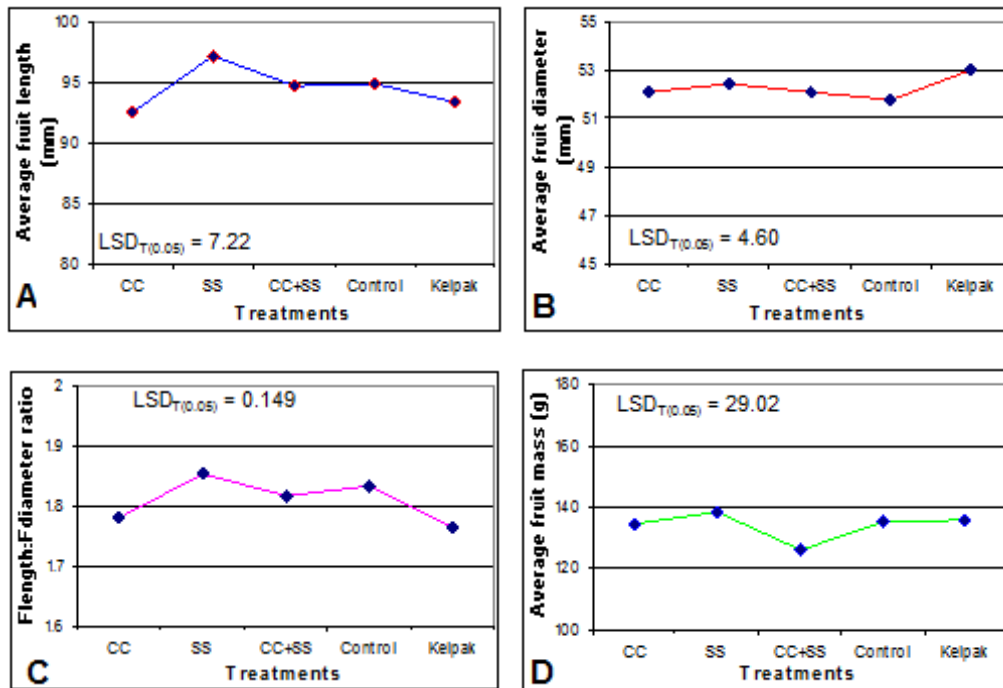 100
95
90
85
80
Average fruit length
(mm)
LSDT(0.05) = 7.22
CC SS CC+SS Control Kelpak
Treatments
A
53
51
49
47
45
Average fruit diameter
(mm)
LSDT(0.05) = 4.60
CC SS CC+SS Control Kelpak
Treatments
B
2
1.9
1.8
1.7
1.6
Flength:Fdiameter ratio
LSDT(0.05) = 0.149
CC SS CC+SS Control Kelpak
Treatments
C
180
160
140
120
100
Average fruit mass (g)
LSDT(0.05) = 29.02
CC SS CC+SS Control Kelpak
Treatments
D